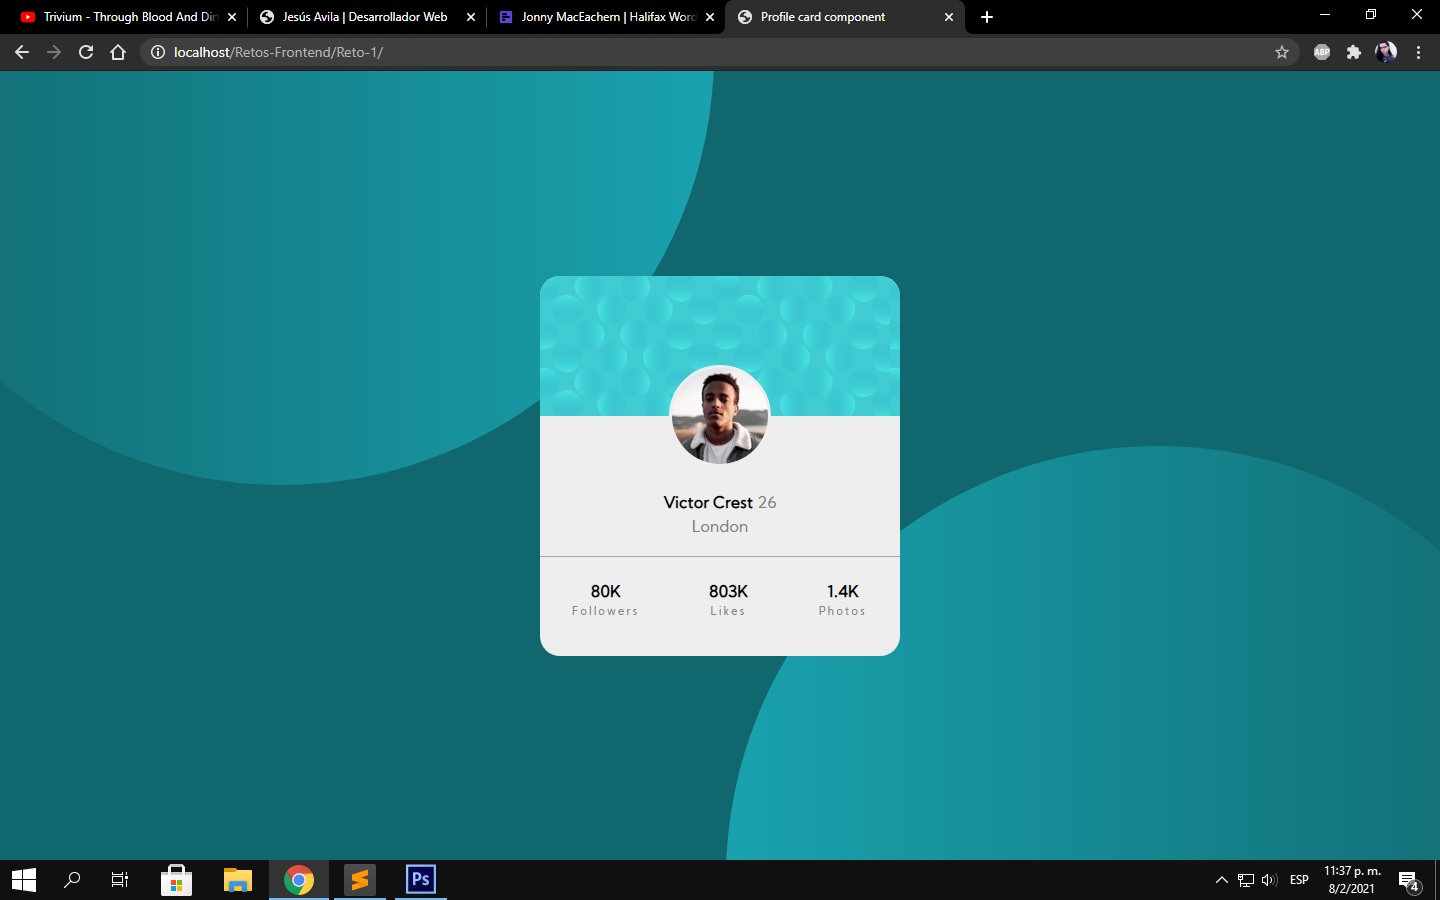 Trivium - Through Blood And Dir
Jesús Avila | Desarrollador Web
Jonny MacEachern | Halifax Word
Profile card component
localhost/Retos-Frontend/Reto-1/
ABP
Victor Crest 26
London
80K 803K 1.4K
Followers Likes Photos
Ps
ESP
11:37 p. m.
8/2/2021
4